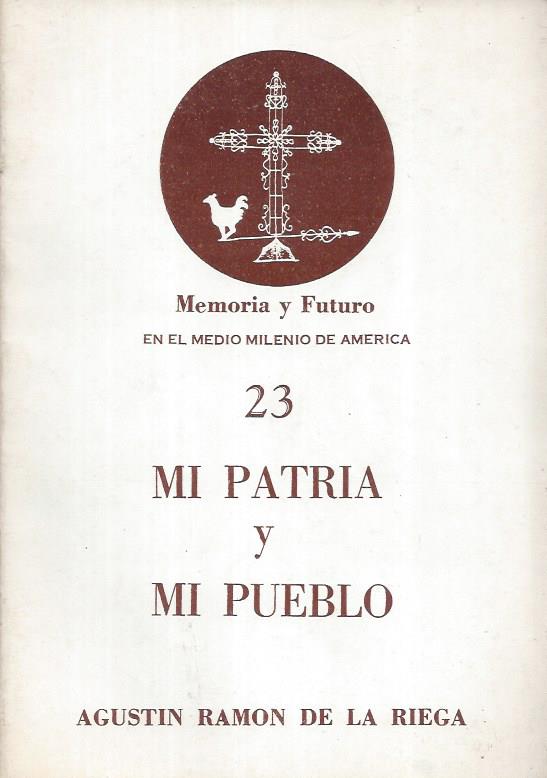 Memoria y Futuro
EN EL MEDIO MILENIO DE AMERICA
23
MI PATRIA
y
MI PUEBLO
AGUSTIN RAMON DE LA RIEGA